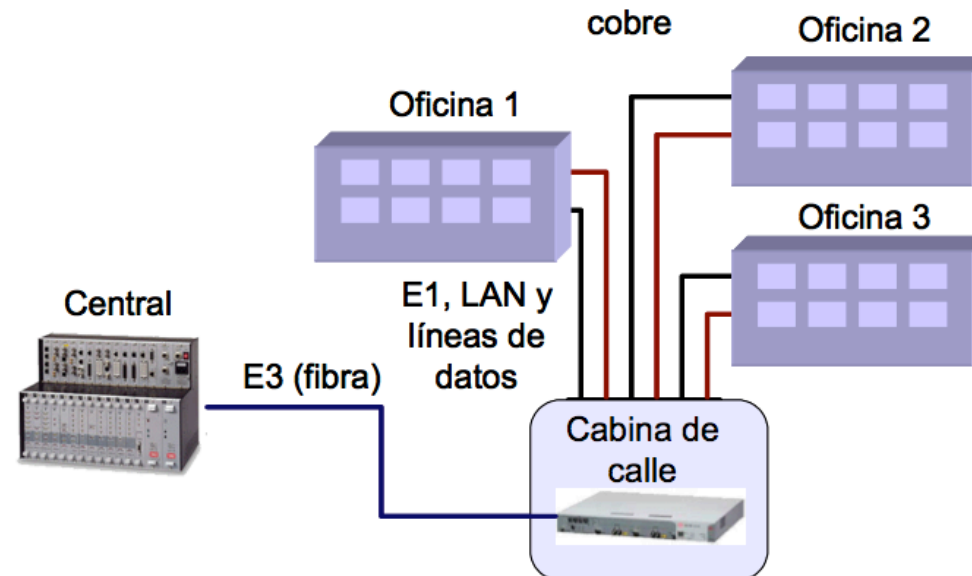 cobre
Oficina 2
Oficina 1
Oficina 3
E1, LAN y
líneas de
datos
Central
E3 (fibra)
Cabina de
calle